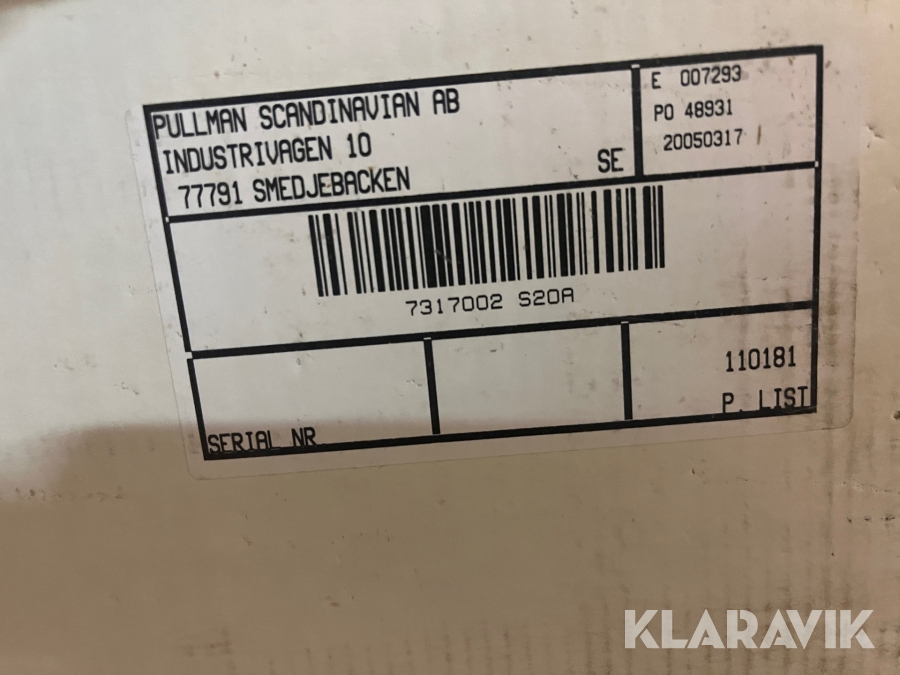 PULLMAN SCANDINAVIAN AB
INDUSTRIVAGEN 10
77791 SMEDJEBACKEN
SE
E 007293
PO 48931
20050317
7317002 S20A
110181
P. LIST
SERIAL NR
KLARAVIK